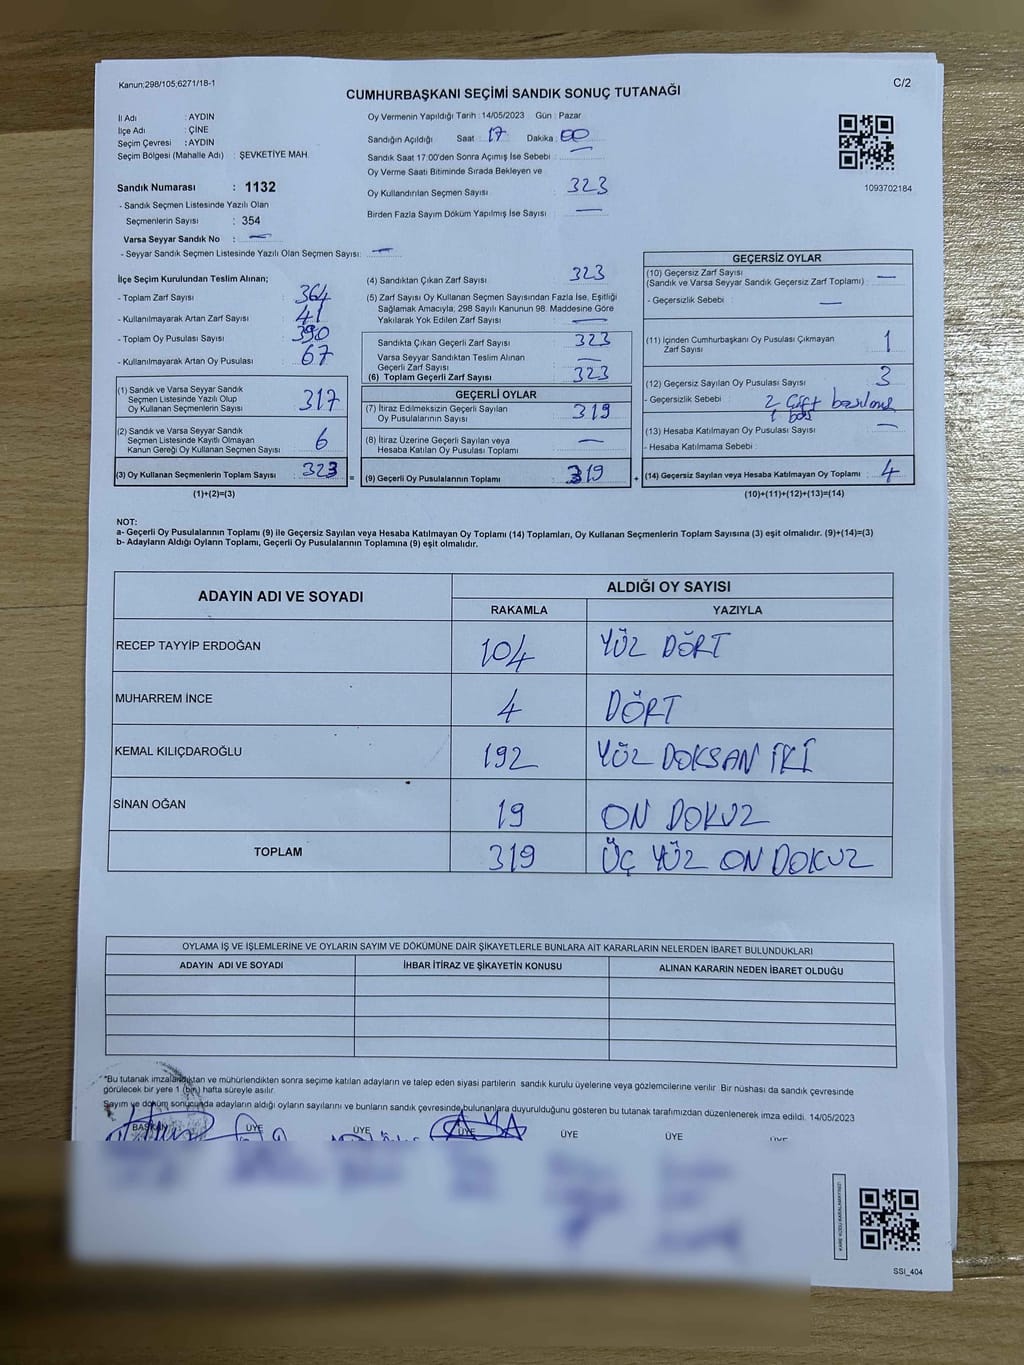 Kanun;298/105,6271/18-1
C/2
CUMHURBAŞKANI SEÇİMİ SANDIK SONUÇ TUTANAĞI
İl Adı : AYDIN
İlçe Adı : ÇİNE
Seçim Çevresi : AYDIN
Seçim Bölgesi (Mahalle Adı) : ŞEVKETİYE MAH.
Sandık Numarası : 1132
- Sandık Seçmen Listesinde Yazılı Olan
Seçmenlerin Sayısı : 354
Varsa Seyyar Sandık No : —
- Seyyar Sandık Seçmen Listesinde Yazılı Olan Seçmen Sayısı: —
Oy Vermenin Yapıldığı Tarih : 14/05/2023 Gün : Pazar
Sandığın Açıldığı Saat : 17 Dakika : 00
Sandık Saat 17:00'den Sonra Açımış İse Sebebi : —
Oy Verme Saati Bitiminde Sırada Bekleyen ve
Oy Kullandırılan Seçmen Sayısı : 323
Birden Fazla Sayım Döküm Yapılmış İse Sayısı : —
1093702184
İlçe Seçim Kurulundan Teslim Alınan;
- Toplam Zarf Sayısı : 364
- Kullanılmayarak Artan Zarf Sayısı : 41
- Toplam Oy Pusulası Sayısı : 390
- Kullanılmayarak Artan Oy Pusulası : 67
(1) Sandık ve Varsa Seyyar Sandık
Seçmen Listesinde Yazılı Olup
Oy Kullanan Seçmenlerin Sayısı : 317
(2) Sandık ve Varsa Seyyar Sandık
Seçmen Listesinde Kayıtlı Olmayan
Kanun Gereği Oy Kullanan Seçmen Sayısı : 6
(3) Oy Kullanan Seçmenlerin Toplam Sayısı : 323
(1)+(2)=(3)
(4) Sandıktan Çıkan Zarf Sayısı : 323
(5) Zarf Sayısı Oy Kullanan Seçmen Sayısından Fazla İse, Eşitliği
Sağlamak Amacıyla; 298 Sayılı Kanunun 98. Maddesine Göre
Yakılarak Yok Edilen Zarf Sayısı : —
Sandıkta Çıkan Geçerli Zarf Sayısı : 323
Varsa Seyyar Sandıktan Teslim Alınan
Geçerli Zarf Sayısı : —
(6) Toplam Geçerli Zarf Sayısı : 323
GEÇERLİ OYLAR
(7) İtiraz Edilmeksizin Geçerli Sayılan
Oy Pusulalarının Sayısı : 319
(8) İtiraz Üzerine Geçerli Sayılan veya
Hesaba Katılan Oy Pusulası Toplamı : —
= (9) Geçerli Oy Pusulalarının Toplamı : 319 +
GEÇERSİZ OYLAR
(10) Geçersiz Zarf Sayısı
(Sandık ve Varsa Seyyar Sandık Geçersiz Zarf Toplamı) : —
- Geçersizlik Sebebi : —
(11) İçinden Cumhurbaşkanı Oy Pusulası Çıkmayan
Zarf Sayısı : 1
(12) Geçersiz Sayılan Oy Pusulası Sayısı : 3
- Geçersizlik Sebebi : 2 Çift basılmış
1 boş
(13) Hesaba Katılmayan Oy Pusulası Sayısı : —
- Hesaba Katılmama Sebebi :
(14) Geçersiz Sayılan veya Hesaba Katılmayan Oy Toplamı : 4
(10)+(11)+(12)+(13)=(14)
NOT:
a- Geçerli Oy Pusulalarının Toplamı (9) ile Geçersiz Sayılan veya Hesaba Katılmayan Oy Toplamı (14) Toplamları, Oy Kullanan Seçmenlerin Toplam Sayısına (3) eşit olmalıdır. (9)+(14)=(3)
b- Adayların Aldığı Oyların Toplamı, Geçerli Oy Pusulalarının Toplamına (9) eşit olmalıdır.
ADAYIN ADI VE SOYADI ALDIĞI OY SAYISI
RAKAMLA YAZIYLA
RECEP TAYYİP ERDOĞAN 104 YÜZ DÖRT
MUHARREM İNCE 4 DÖRT
KEMAL KILIÇDAROĞLU 192 YÜZ DOKSAN İKİ
SİNAN OĞAN 19 ON DOKUZ
TOPLAM 319 ÜÇ YÜZ ON DOKUZ
OYLAMA İŞ VE İŞLEMLERİNE VE OYLARIN SAYIM VE DÖKÜMÜNE DAİR ŞİKAYETLERLE BUNLARA AİT KARARLARIN NELERDEN İBARET BULUNDUKLARI
ADAYIN ADI VE SOYADI İHBAR İTİRAZ VE ŞİKAYETİN KONUSU ALINAN KARARIN NEDEN İBARET OLDUĞU
"Bu tutanak imzalandıktan ve mühürlendikten sonra seçime katılan adayların ve talep eden siyasi partilerin sandık kurulu üyelerine veya gözlemcilerine verilir. Bir nüshası da sandık çevresinde
görülecek bir yere 1 (bir) hafta süreyle asılır.
Sayım ve döküm sonucunda adayların aldığı oyların sayılarını ve bunların sandık çevresinde bulunanlara duyurulduğunu gösteren bu tutanak tarafımızdan düzenlenerek imza edildi. 14/05/2023
BAŞKAN ÜYE ÜYE ÜYE ÜYE ÜYE ÜYE
SSI_404